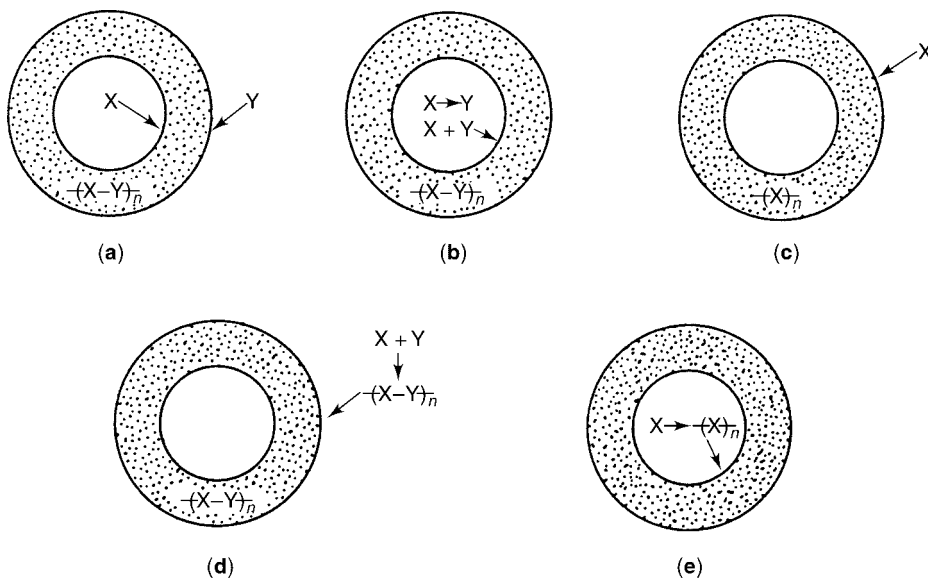 X Y
-(X-Y)-n
(a)
X → Y
X + Y
-(X-Y)-n
(b)
X
-(X)-n
(c)
X + Y
-(X-Y)-n
-(X-Y)-n
(d)
X → -(X)-n
(e)